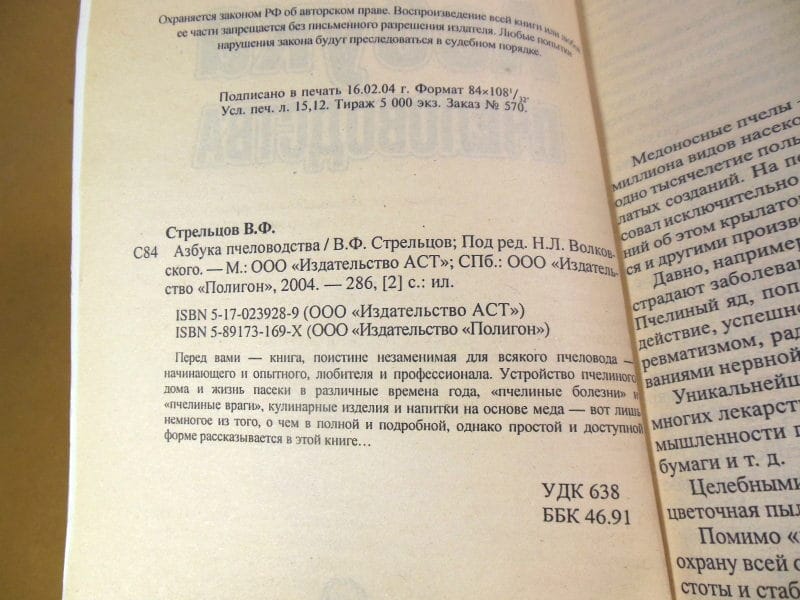 Охраняется законом РФ об авторском праве. Воспроизведение всей книги или любой
ее части запрещается без письменного разрешения издателя. Любые попытки
нарушения закона будут преследоваться в судебном порядке.
Подписано в печать 16.02.04 г. Формат 84×108¹/₃₂.
Усл. печ. л. 15,12. Тираж 5 000 экз. Заказ № 570.
Стрельцов В.Ф.
С84 Азбука пчеловодства / В.Ф. Стрельцов; Под ред. Н.Л. Волков-
ского. — М.: ООО «Издательство АСТ»; СПб.: ООО «Издатель-
ство «Полигон», 2004. — 286, [2] с.: ил.
ISBN 5-17-023928-9 (ООО «Издательство АСТ»)
ISBN 5-89173-169-X (ООО «Издательство «Полигон»)
Перед вами — книга, поистине незаменимая для всякого пчеловода —
начинающего и опытного, любителя и профессионала. Устройство пчелиного
дома и жизнь пасеки в различные времена года, «пчелиные болезни» и
«пчелиные враги», кулинарные изделия и напитки на основе меда — вот лишь
немногое из того, о чем в полной и подробной, однако простой и доступной
форме рассказывается в этой книге...
УДК 638
ББК 46.91
Медоносные пчелы
миллиона видов насеко
одно тысячелетие поль
латых созданий. На пе
совал исключительно
ний об этом крылато
ся и другими произв
Давно, например
страдают заболева
Пчелиный яд, поп
действие, успешн
ревматизмом, рад
ваниями нервной
Уникальнейш
многих лекарст
мышленности п
бумаги и т. д.
Целебными
цветочная пыл
Помимо «
охрану всей о
стоты и стаб